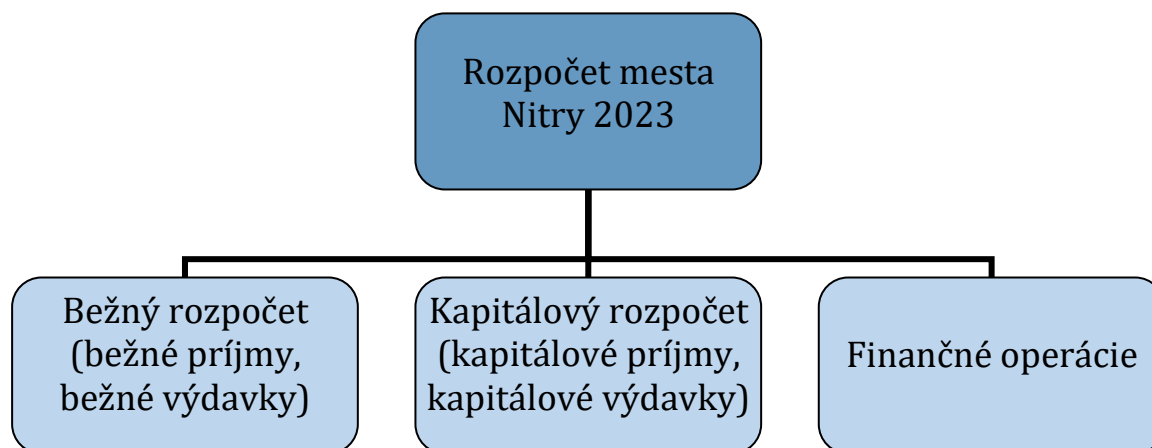 Rozpočet mesta
Nitry 2023
Bežný rozpočet
(bežné príjmy,
bežné výdavky)
Kapitálový rozpočet
(kapitálové príjmy,
kapitálové výdavky)
Finančné operácie